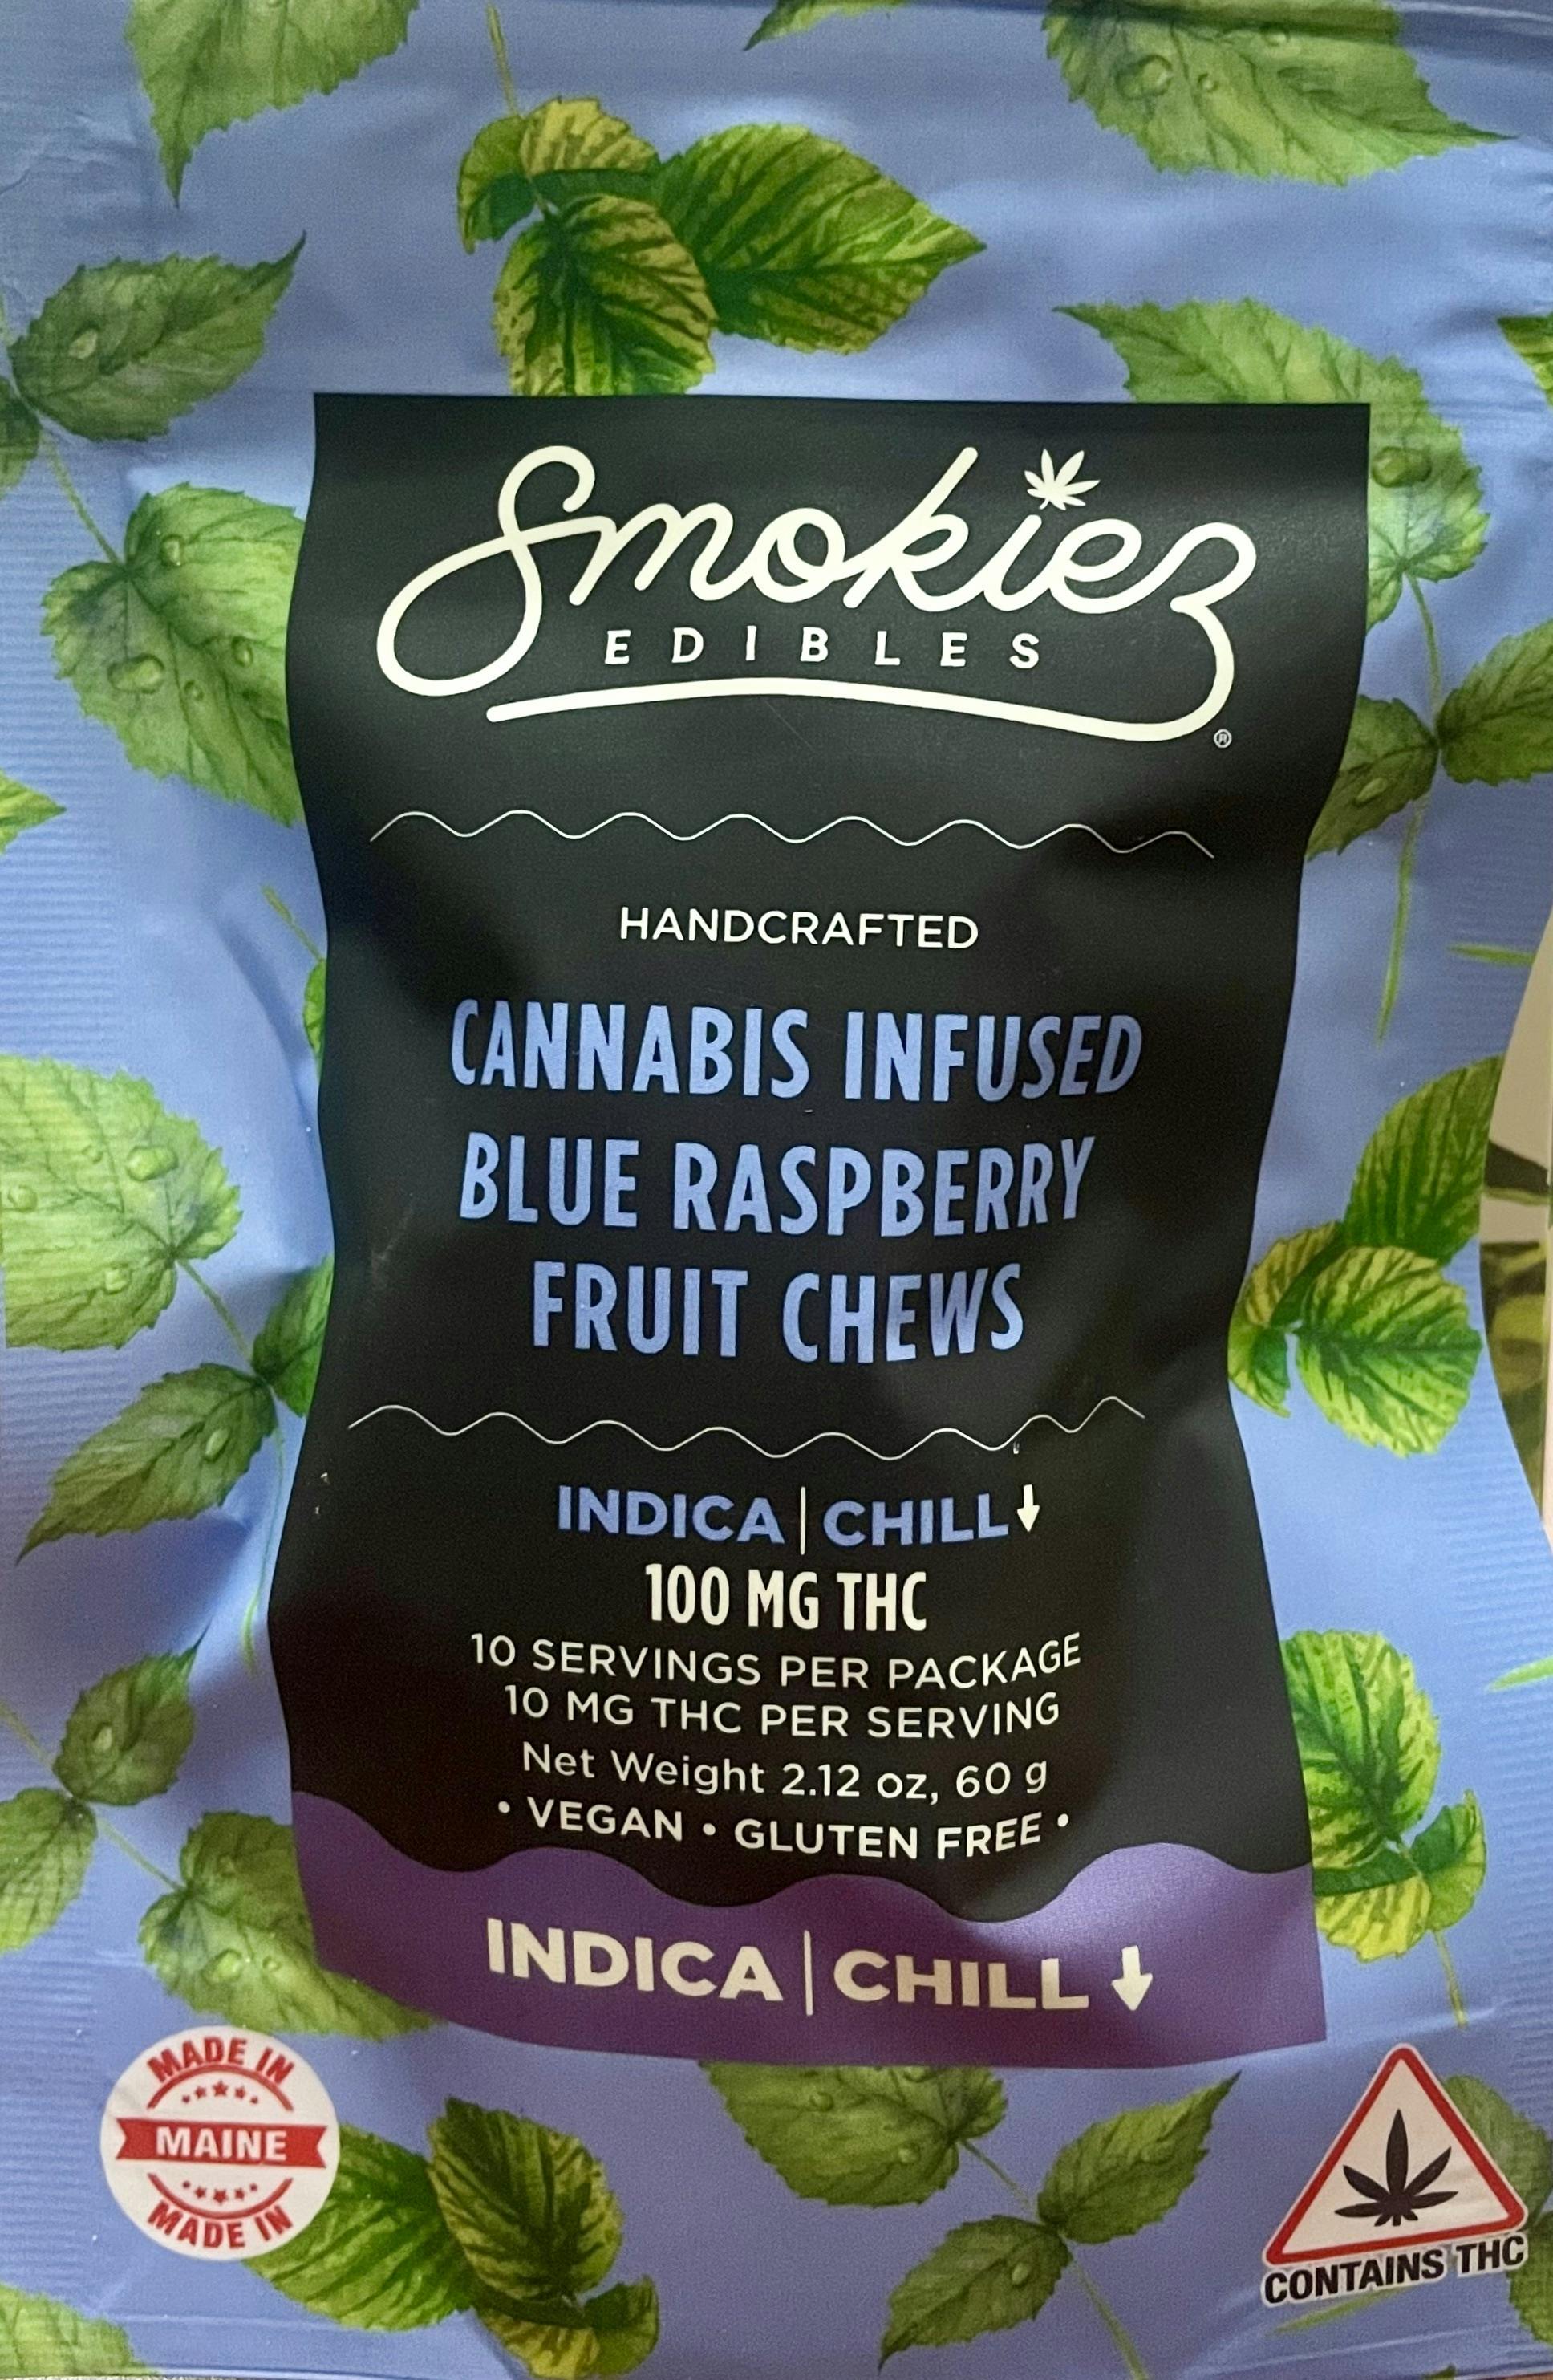 Smokiez
EDIBLES
®
HANDCRAFTED
CANNABIS INFUSED
BLUE RASPBERRY
FRUIT CHEWS
INDICA | CHILL↓
100 MG THC
10 SERVINGS PER PACKAGE
10 MG THC PER SERVING
Net Weight 2.12 oz, 60 g
• VEGAN • GLUTEN FREE •
INDICA | CHILL ↓
MADE IN
MAINE
MADE IN
CONTAINS THC